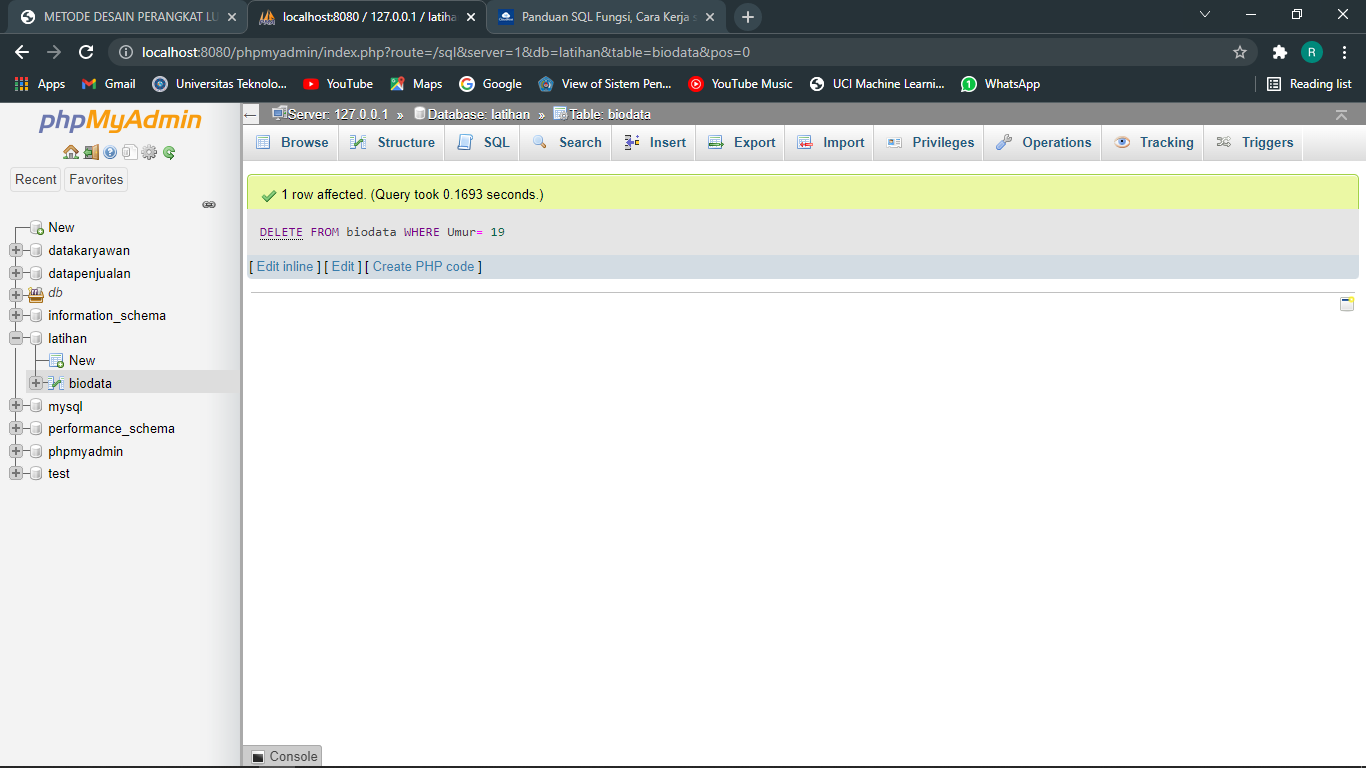 METODE DESAIN PERANGKAT LU
localhost:8080 / 127.0.0.1 / latiha
Panduan SQL Fungsi, Cara Kerja s
localhost:8080/phpmyadmin/index.php?route=/sql&server=1&db=latihan&table=biodata&pos=0
R
Apps
Gmail
Universitas Teknolo...
YouTube
Maps
Google
View of Sistem Pen...
YouTube Music
UCI Machine Learni...
1
WhatsApp
Reading list
phpMyAdmin
Recent
Favorites
New
datakaryawan
datapenjualan
db
information_schema
latihan
New
biodata
mysql
performance_schema
phpmyadmin
test
Server: 127.0.0.1 » Database: latihan » Table: biodata
Browse
Structure
SQL
Search
Insert
Export
Import
Privileges
Operations
Tracking
Triggers
1 row affected. (Query took 0.1693 seconds.)
DELETE FROM biodata WHERE Umur= 19
[ Edit inline ] [ Edit ] [ Create PHP code ]
Console